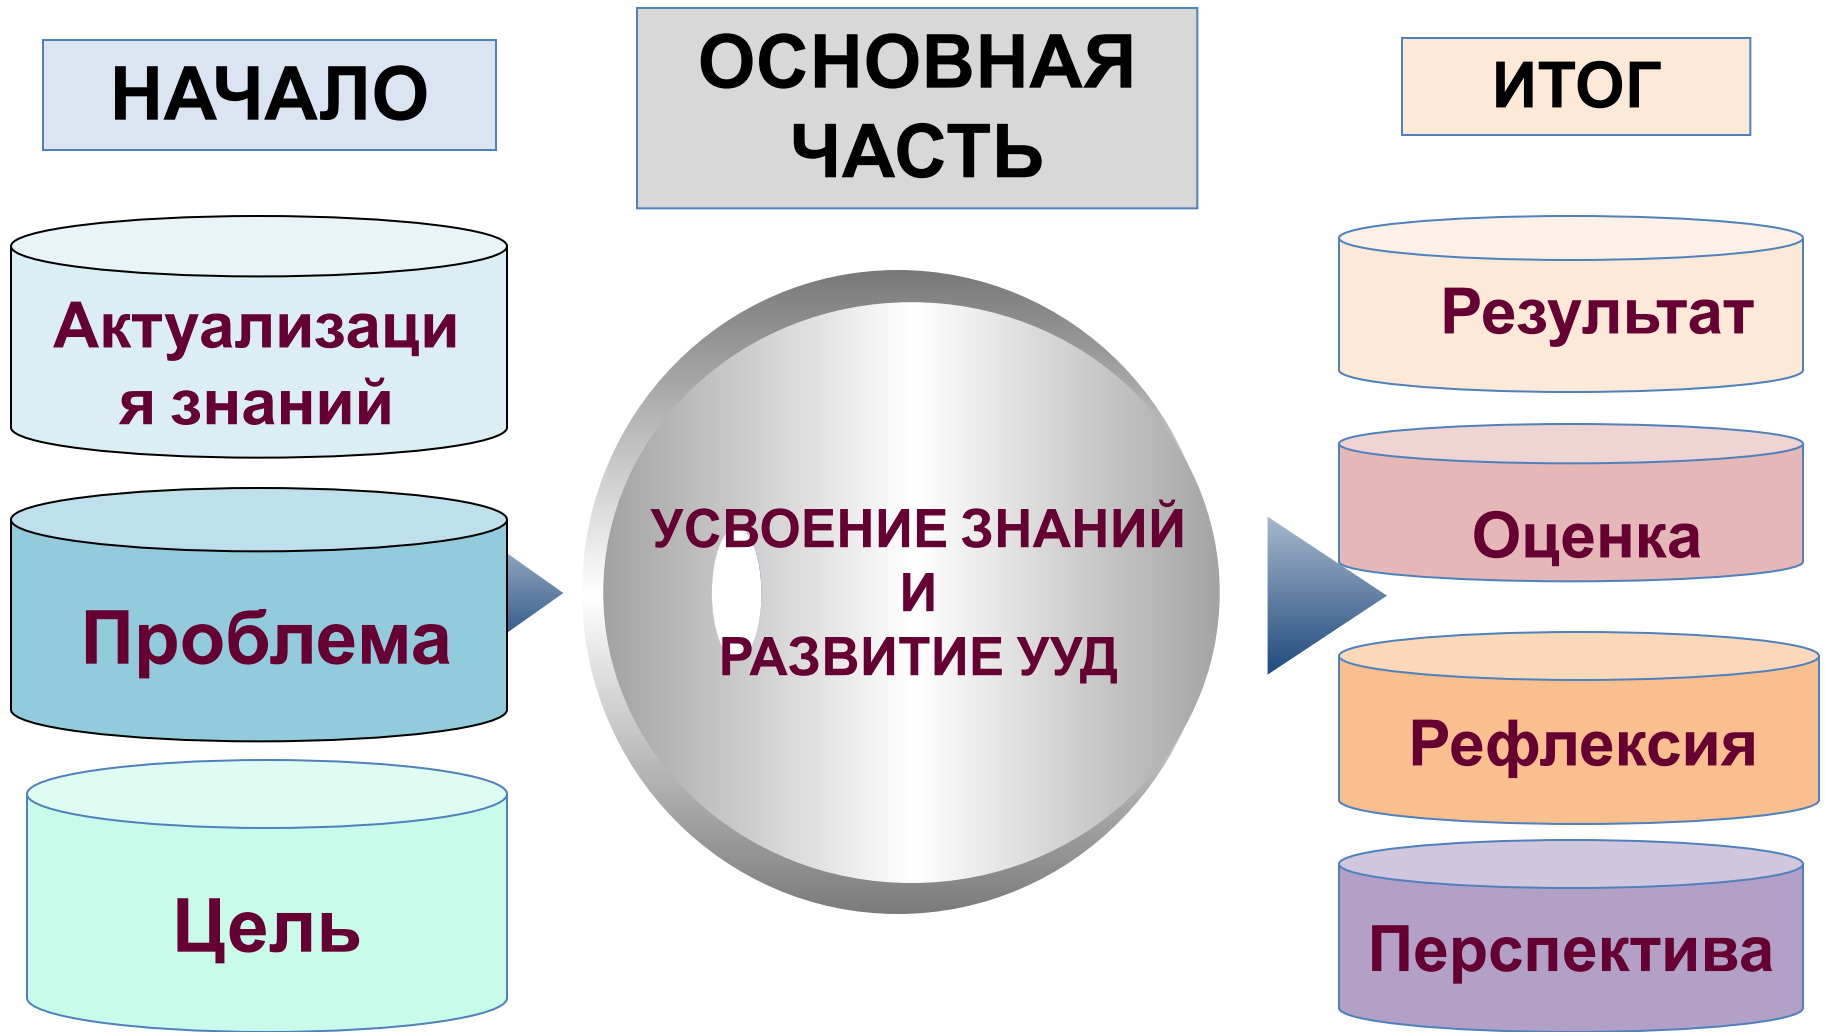 НАЧАЛО
ОСНОВНАЯ
ЧАСТЬ
ИТОГ
Актуализаци
я знаний
Проблема
Цель
УСВОЕНИЕ ЗНАНИЙ
И
РАЗВИТИЕ УУД
Результат
Оценка
Рефлексия
Перспектива